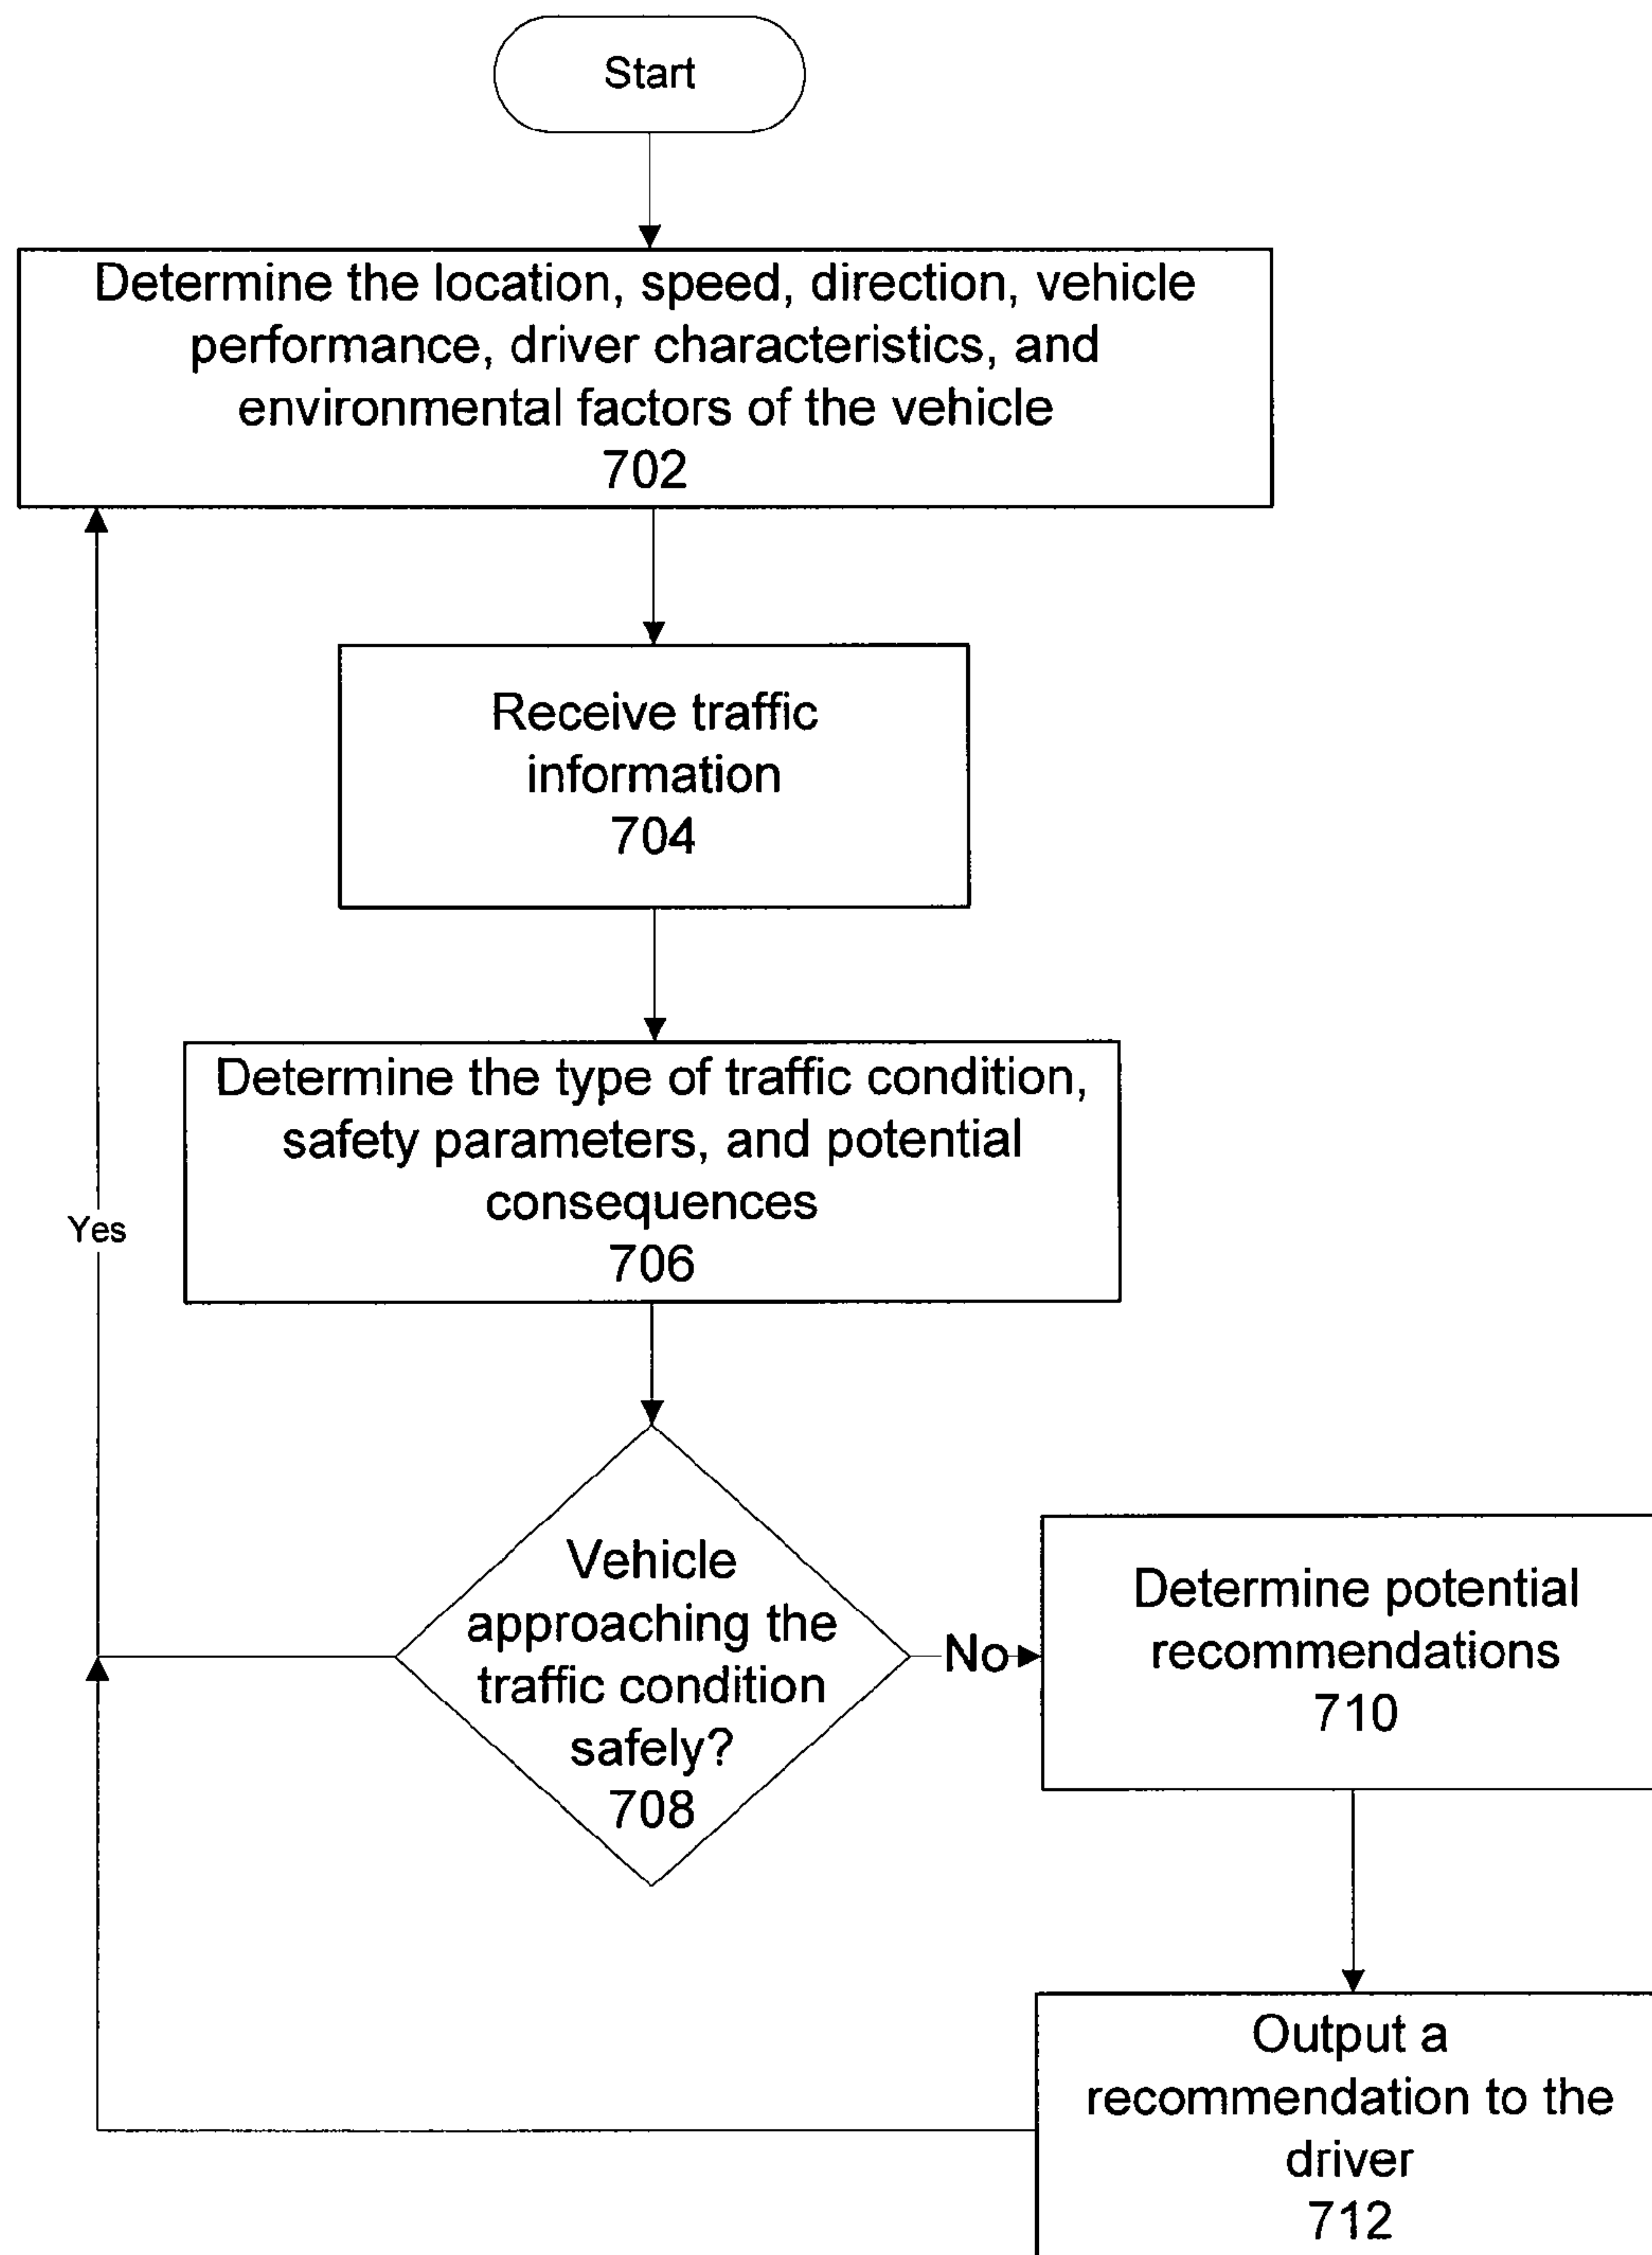 Start
Determine the location, speed, direction, vehicle
performance, driver characteristics, and
environmental factors of the vehicle
702
Receive traffic
information
704
Determine the type of traffic condition,
safety parameters, and potential
consequences
706
Yes
Vehicle
approaching the
traffic condition
safely?
708
No
Determine potential
recommendations
710
Output a
recommendation to the
driver
712